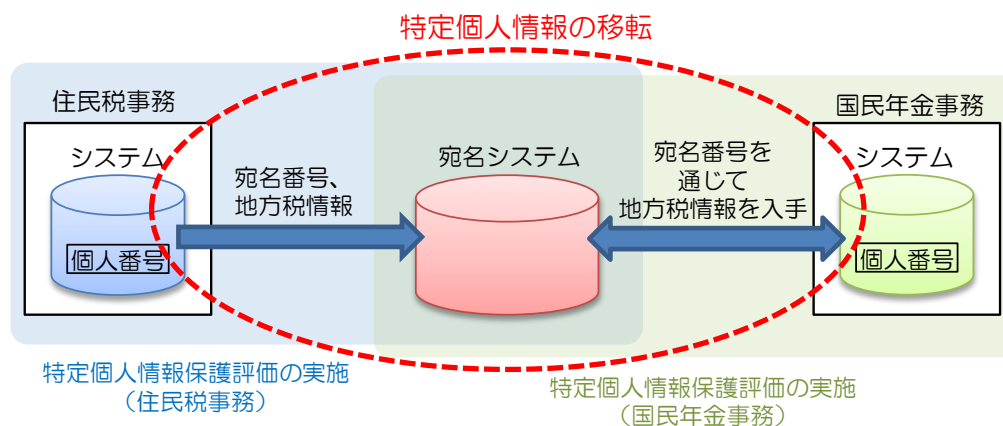 特定個人情報の移転
住民税事務
システム
個人番号
宛名番号、
地方税情報
宛名システム
宛名番号を
通じて
地方税情報を入手
国民年金事務
システム
個人番号
特定個人情報保護評価の実施
（住民税事務）
特定個人情報保護評価の実施
（国民年金事務）